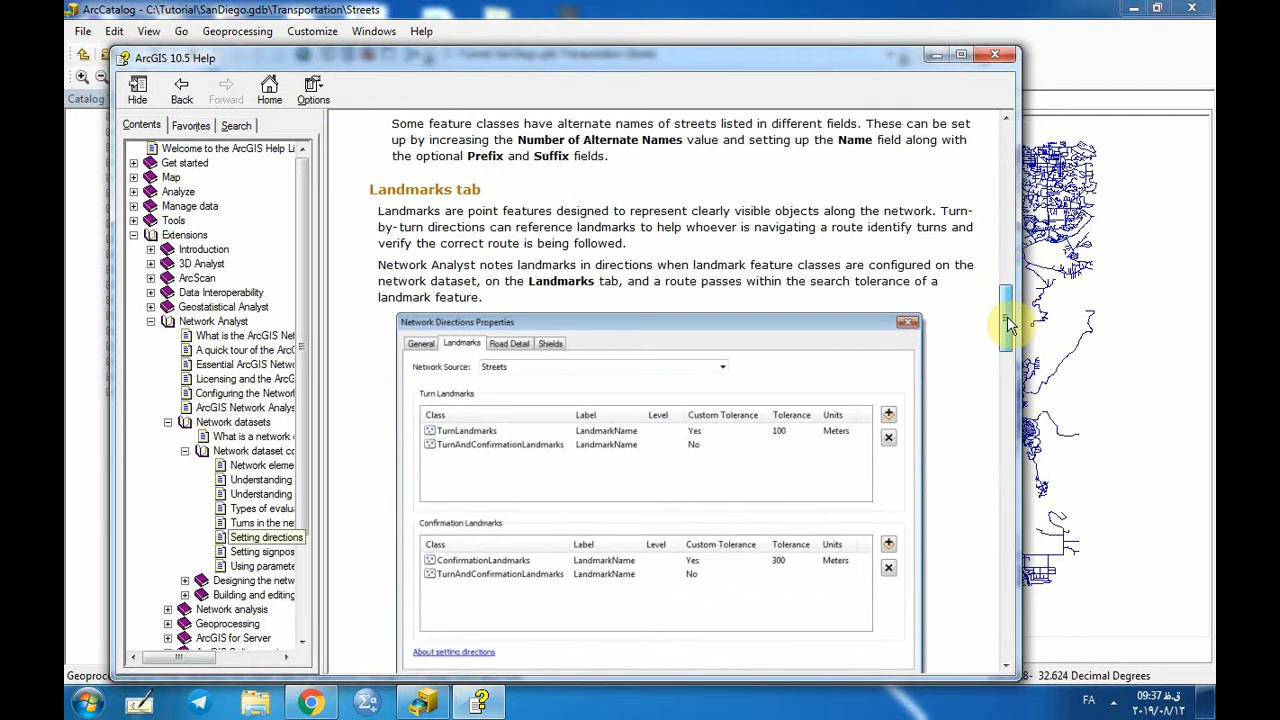 ArcCatalog - C:\Tutorial\SanDiego.gdb\Transportation\Streets
File Edit View Go Geoprocessing Customize Windows Help
ArcGIS 10.5 Help
Hide Back Forward Home Options
Catalog T
Contents Favorites Search
Welcome to the ArcGIS Help Li
Get started
Map
Analyze
Manage data
Tools
Extensions
Introduction
3D Analyst
ArcScan
Data Interoperability
Geostatistical Analyst
Network Analyst
What is the ArcGIS Net
A quick tour of the ArcG
Essential ArcGIS Netw
Licensing and the ArcG
Configuring the Network
ArcGIS Network Analys
Network datasets
What is a network
Network dataset co
Network eleme
Understanding
Understanding
Types of evalua
Turns in the ne
Setting directions
Setting signpos
Using paramete
Designing the netw
Building and editing
Network analysis
Geoprocessing
ArcGIS for Server
Some feature classes have alternate names of streets listed in different fields. These can be set
up by increasing the Number of Alternate Names value and setting up the Name field along with
the optional Prefix and Suffix fields.
Landmarks tab
Landmarks are point features designed to represent clearly visible objects along the network. Turn-
by-turn directions can reference landmarks to help whoever is navigating a route identify turns and
verify the correct route is being followed.
Network Analyst notes landmarks in directions when landmark feature classes are configured on the
network dataset, on the Landmarks tab, and a route passes within the search tolerance of a
landmark feature.
Network Directions Properties
General Landmarks Road Detail Shields
Network Source: Streets
Turn Landmarks
Class Label Level Custom Tolerance Tolerance Units
TurnLandmarks LandmarkName Yes 100 Meters
TurnAndConfirmationLandmarks LandmarkName No
Confirmation Landmarks
Class Label Level Custom Tolerance Tolerance Units
ConfirmationLandmarks LandmarkName Yes 300 Meters
TurnAndConfirmationLandmarks LandmarkName No
About setting directions
Geoproc
32.624 Decimal Degrees
FA
09:37 ق.ظ
۲۰۱۹/۰۸/۱۲